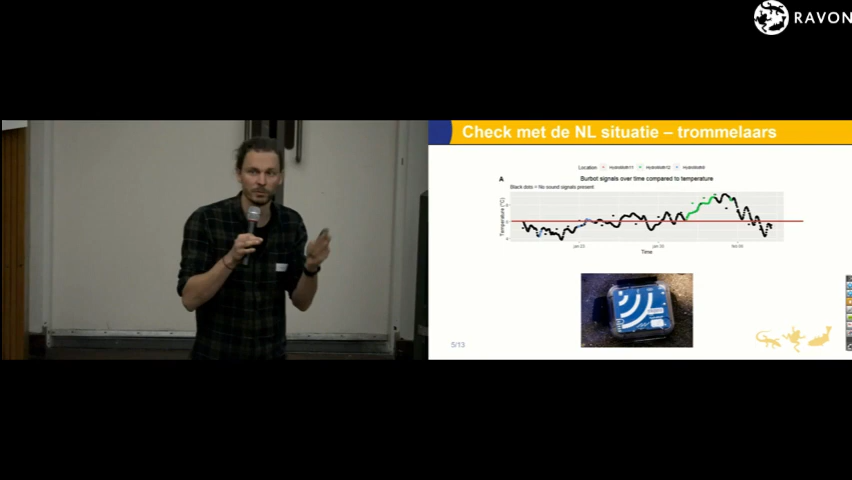 RAVON
Check met de NL situatie – trommelaars
Location
A
Burbot signals over time compared to temperature
Black dots = No sound signals present
Temperature (°C)
Time
5/13